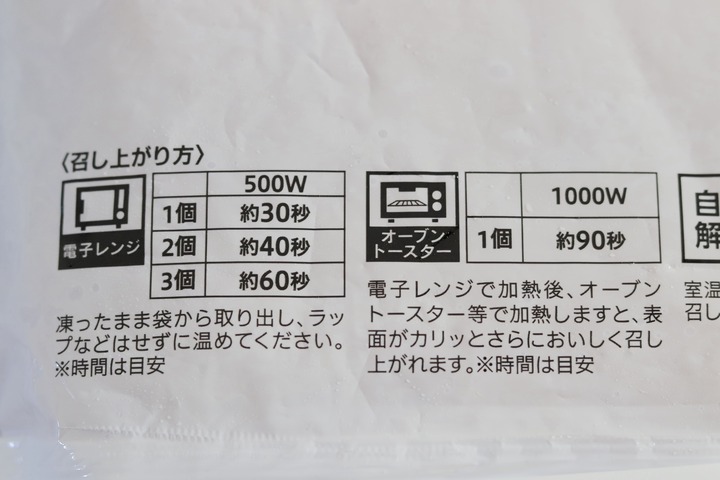 〈召し上がり方〉
電子レンジ
500W
1個 約30秒
2個 約40秒
3個 約60秒
凍ったまま袋から取り出し、ラッ
プなどはせずに温めてください。
※時間は目安
オーブン
トースター
1000W
1個 約90秒
電子レンジで加熱後、オーブン
トースター等で加熱しますと、表
面がカリッとさらにおいしく召し
上がれます。※時間は目安
自
解
室温
召し